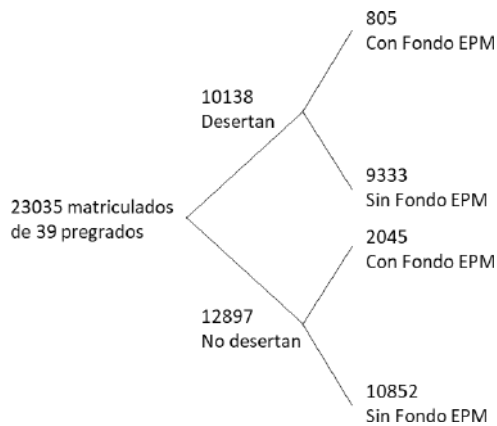 805
Con Fondo EPM
10138
Desertan
9333
Sin Fondo EPM
23035 matriculados
de 39 pregrados
2045
Con Fondo EPM
12897
No desertan
10852
Sin Fondo EPM